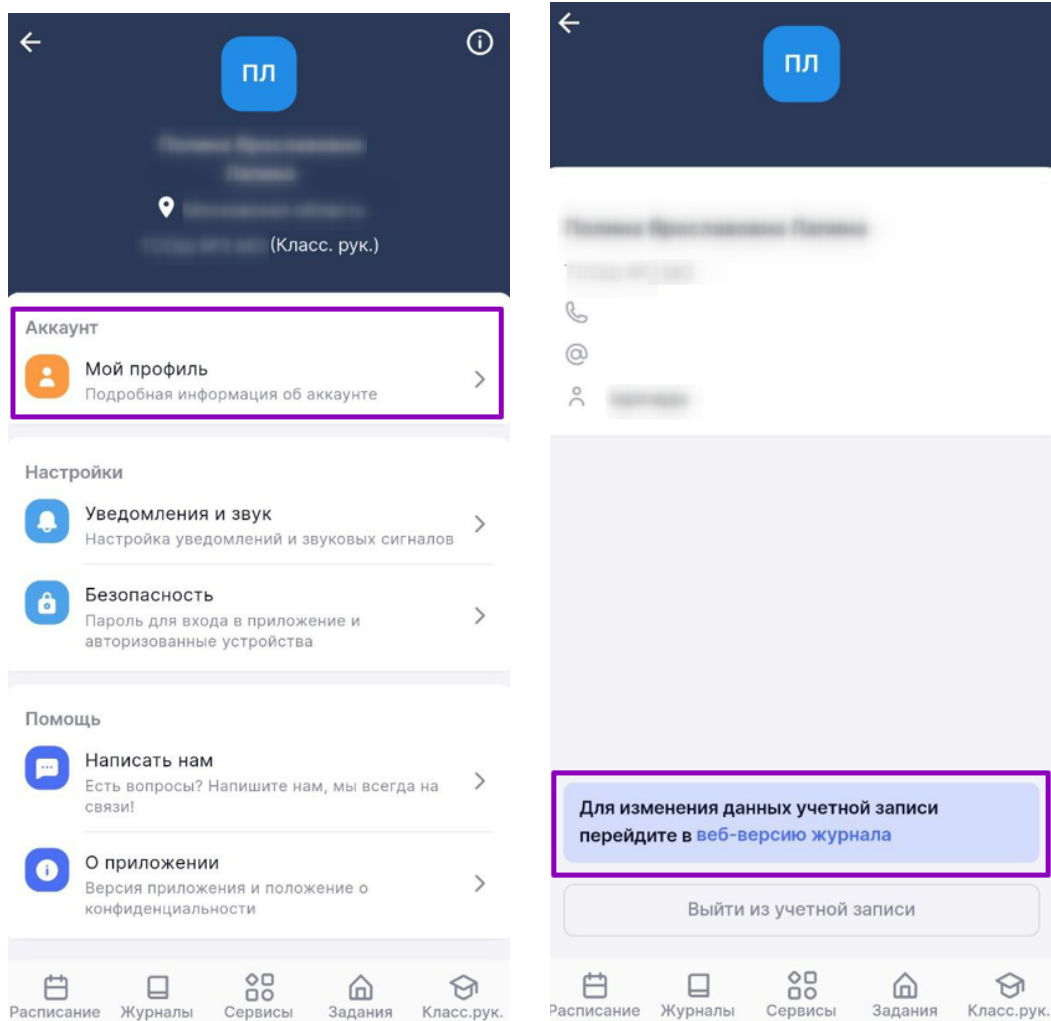 ПЛ
(Класс. рук.)
Аккаунт
Мой профиль
Подробная информация об аккаунте
Настройки
Уведомления и звук
Настройка уведомлений и звуковых сигналов
Безопасность
Пароль для входа в приложение и
авторизованные устройства
Помощь
Написать нам
Есть вопросы? Напишите нам, мы всегда на
связи!
О приложении
Версия приложения и положение о
конфиденциальности
Расписание
Журналы
Сервисы
Задания
Класс.рук.
ПЛ
Для изменения данных учетной записи
перейдите в веб-версию журнала
Выйти из учетной записи
Расписание
Журналы
Сервисы
Задания
Класс.рук.